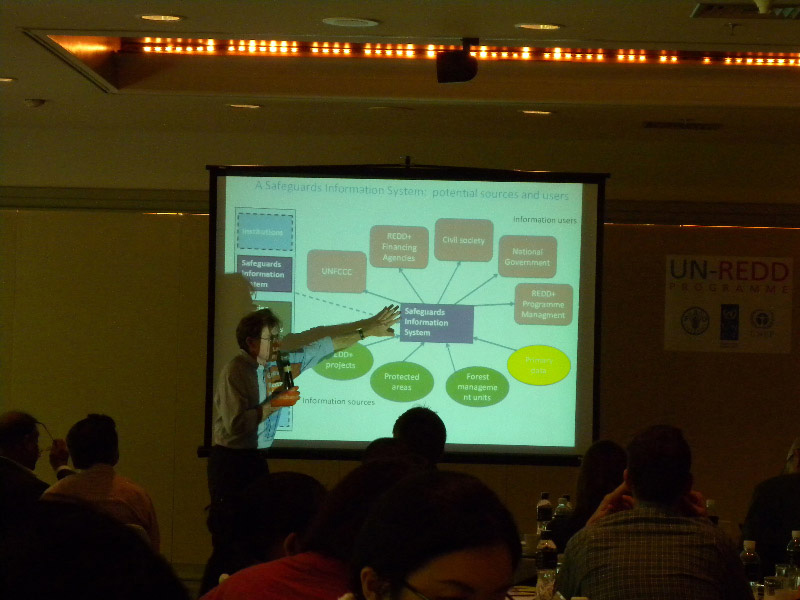 A Safeguards Information System: potential sources and users
Information users
Institutions
Safeguards
Information
System
UNFCCC
REDD+
Financing
Agencies
Civil society
National
Government
REDD+
Programme
Managment
Safeguards
Information
System
REDD+
projects
Protected
areas
Forest
manageme
nt units
Primary
data
Information sources
UN-REDD
PROGRAMME